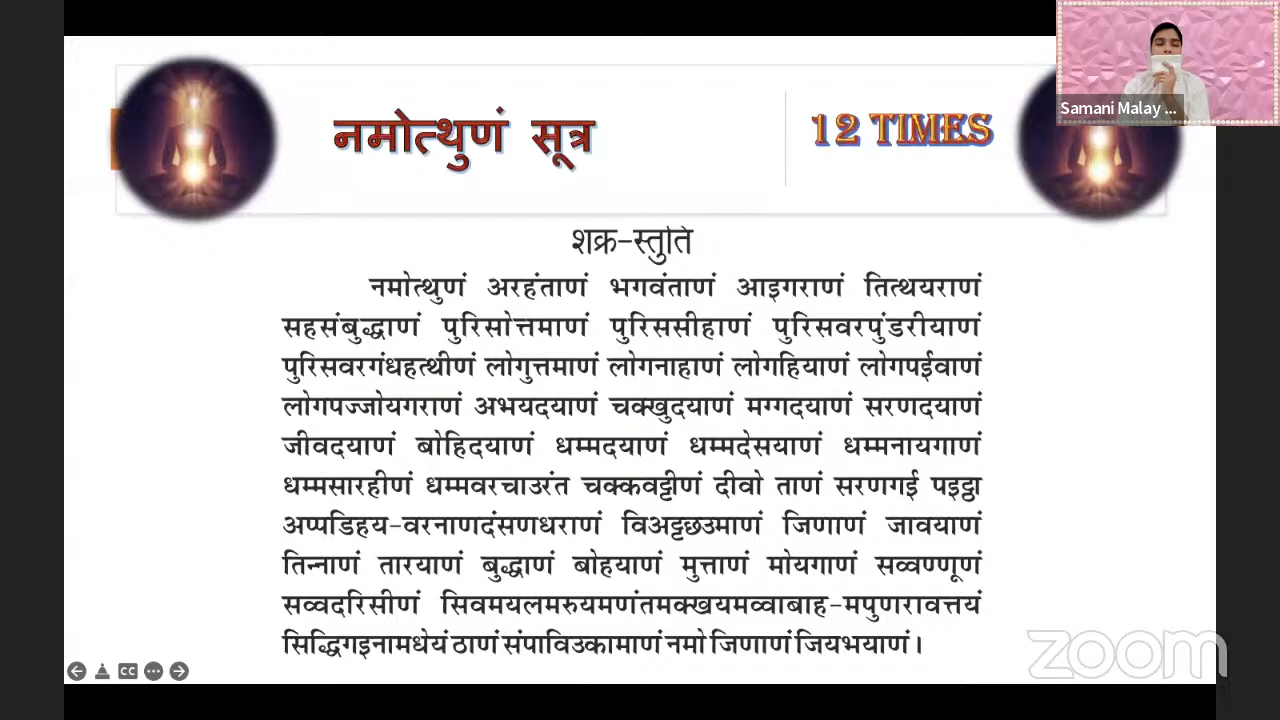 Samani Malay ...
नमोत्थुणं सूत्र
12 TIMES
शक्र-स्तुति
नमोत्थुणं अरहंताणं भगवंताणं आइगराणं तित्थयराणं
सहसंबुद्धाणं पुरिसोत्तमाणं पुरिससीहाणं पुरिसवरपुंडरीयाणं
पुरिसवरगंधहत्थीणं लोगुत्तमाणं लोगनाहाणं लोगहियाणं लोगपईवाणं
लोगपज्जोयगराणं अभयदयाणं चक्खुदयाणं मग्गदयाणं सरणदयाणं
जीवदयाणं बोहिदयाणं धम्मदयाणं धम्मदेसयाणं धम्मनायगाणं
धम्मसारहीणं धम्मवरचाउरंत चक्कवट्टीणं दीवो ताणं सरणगई पइट्ठा
अप्पडिहय-वरनाणदंसणधराणं विअट्टछउमाणं जिणाणं जावयाणं
तिन्नाणं तारयाणं बुद्धाणं बोहयाणं मुत्ताणं मोयगाणं सव्वण्णूणं
सव्वदरिसीणं सिवमयलमरुयमणंतमक्खयमव्वाबाह-मपुणरावत्तयं
सिद्धिगइनामधेयं ठाणं संपाविउकामाणं नमो जिणाणं जियभयाणं।
CC
zoom